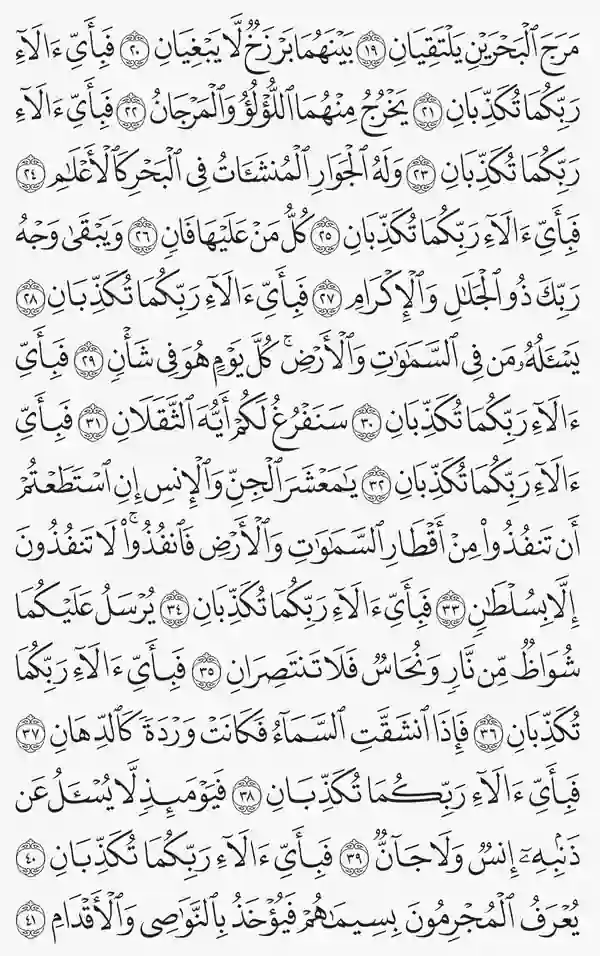 مَرَجَ ٱلۡبَحۡرَيۡنِ يَلۡتَقِيَانِ ١٩ بَيۡنَهُمَا بَرۡزَخٞ لَّا يَبۡغِيَانِ ٢٠ فَبِأَيِّ ءَالَآءِ
رَبِّكُمَا تُكَذِّبَانِ ٢١ يَخۡرُجُ مِنۡهُمَا ٱللُّؤۡلُؤُ وَٱلۡمَرۡجَانُ ٢٢ فَبِأَيِّ ءَالَآءِ
رَبِّكُمَا تُكَذِّبَانِ ٢٣ وَلَهُ ٱلۡجَوَارِ ٱلۡمُنشَـَٔاتُ فِي ٱلۡبَحۡرِ كَٱلۡأَعۡلَٰمِ ٢٤
فَبِأَيِّ ءَالَآءِ رَبِّكُمَا تُكَذِّبَانِ ٢٥ كُلُّ مَنۡ عَلَيۡهَا فَانٖ ٢٦ وَيَبۡقَىٰ وَجۡهُ
رَبِّكَ ذُو ٱلۡجَلَٰلِ وَٱلۡإِكۡرَامِ ٢٧ فَبِأَيِّ ءَالَآءِ رَبِّكُمَا تُكَذِّبَانِ ٢٨
يَسۡـَٔلُهُۥ مَن فِي ٱلسَّمَٰوَٰتِ وَٱلۡأَرۡضِۚ كُلَّ يَوۡمٍ هُوَ فِي شَأۡنٖ ٢٩ فَبِأَيِّ
ءَالَآءِ رَبِّكُمَا تُكَذِّبَانِ ٣٠ سَنَفۡرُغُ لَكُمۡ أَيُّهَ ٱلثَّقَلَانِ ٣١ فَبِأَيِّ
ءَالَآءِ رَبِّكُمَا تُكَذِّبَانِ ٣٢ يَٰمَعۡشَرَ ٱلۡجِنِّ وَٱلۡإِنسِ إِنِ ٱسۡتَطَعۡتُمۡ
أَن تَنفُذُواْ مِنۡ أَقۡطَارِ ٱلسَّمَٰوَٰتِ وَٱلۡأَرۡضِ فَٱنفُذُواْۚ لَا تَنفُذُونَ
إِلَّا بِسُلۡطَٰنٖ ٣٣ فَبِأَيِّ ءَالَآءِ رَبِّكُمَا تُكَذِّبَانِ ٣٤ يُرۡسَلُ عَلَيۡكُمَا
شُوَاظٞ مِّن نَّارٖ وَنُحَاسٞ فَلَا تَنتَصِرَانِ ٣٥ فَبِأَيِّ ءَالَآءِ رَبِّكُمَا
تُكَذِّبَانِ ٣٦ فَإِذَا ٱنشَقَّتِ ٱلسَّمَآءُ فَكَانَتۡ وَرۡدَةٗ كَٱلدِّهَانِ ٣٧
فَبِأَيِّ ءَالَآءِ رَبِّكُمَا تُكَذِّبَانِ ٣٨ فَيَوۡمَئِذٖ لَّا يُسۡـَٔلُ عَن
ذَنۢبِهِۦٓ إِنسٞ وَلَا جَآنّٞ ٣٩ فَبِأَيِّ ءَالَآءِ رَبِّكُمَا تُكَذِّبَانِ ٤٠
يُعۡرَفُ ٱلۡمُجۡرِمُونَ بِسِيمَٰهُمۡ فَيُؤۡخَذُ بِٱلنَّوَٰصِي وَٱلۡأَقۡدَامِ ٤١